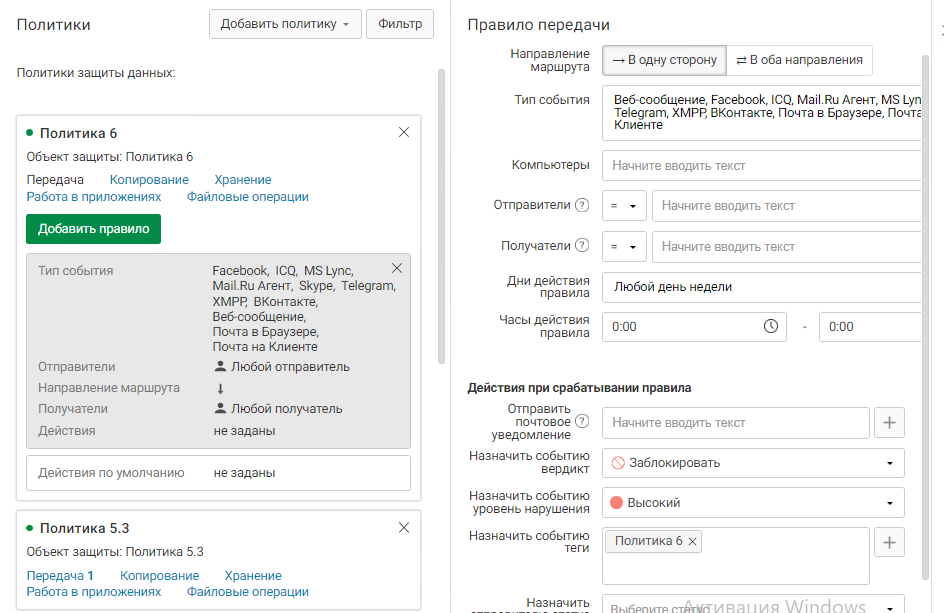 Политики
Добавить политику
Фильтр
Политики защиты данных:
Политика 6
Объект защиты: Политика 6
Передача Копирование Хранение
Работа в приложениях Файловые операции
Добавить правило
Тип события
Facebook, ICQ, MS Lync,
Mail.Ru Агент, Skype, Telegram,
XMPP, ВКонтакте,
Веб-сообщение,
Почта в Браузере,
Почта на Клиенте
Отправители Любой отправитель
Направление маршрута ↓
Получатели Любой получатель
Действия не заданы
Действия по умолчанию не заданы
Политика 5.3
Объект защиты: Политика 5.3
Передача 1 Копирование Хранение
Работа в приложениях Файловые операции
Правило передачи
Направление
маршрута
→ В одну сторону
⇄ В оба направления
Тип события
Веб-сообщение, Facebook, ICQ, Mail.Ru Агент, MS Lyn
Telegram, XMPP, ВКонтакте, Почта в Браузере, Почта
Клиенте
Компьютеры
Начните вводить текст
Отправители ?
=
Начните вводить текст
Получатели ?
=
Начните вводить текст
Дни действия
правила
Любой день недели
Часы действия
правила
0:00 - 0:00
Действия при срабатывании правила
Отправить
почтовое
уведомление
?
Начните вводить текст
+
Назначить событию
вердикт
Заблокировать
Назначить событию
уровень нарушения
Высокий
Назначить событию
теги
Политика 6 ×
+
Назначить
Активация Windows